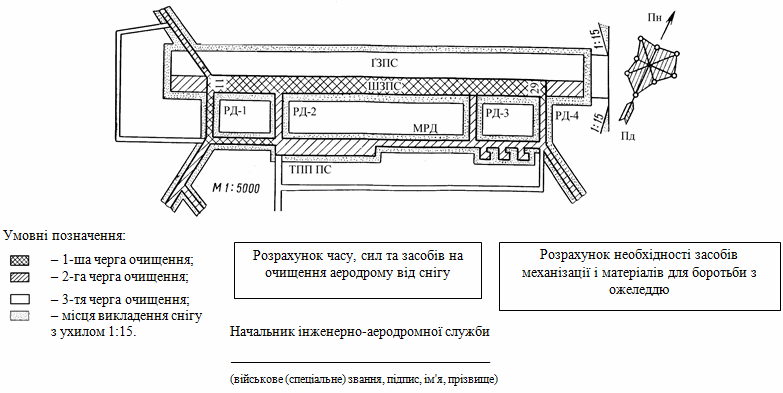 Пн
1:15
ҐЗПС
11
ШЗПС
29
РД-1
РД-2
РД-3
РД-4
МРД
1:15
Пд
ТПП ПС
М 1:5000
Умовні позначення:
– 1-ша черга очищення;
– 2-га черга очищення;
– 3-тя черга очищення;
– місця викладення снігу
з ухилом 1:15.
Розрахунок часу, сил та засобів на
очищення аеродрому від снігу
Розрахунок необхідності засобів
механізації і матеріалів для боротьби з
ожеледдю
Начальник інженерно-аеродромної служби
(військове (спеціальне) звання, підпис, ім'я, прізвище)